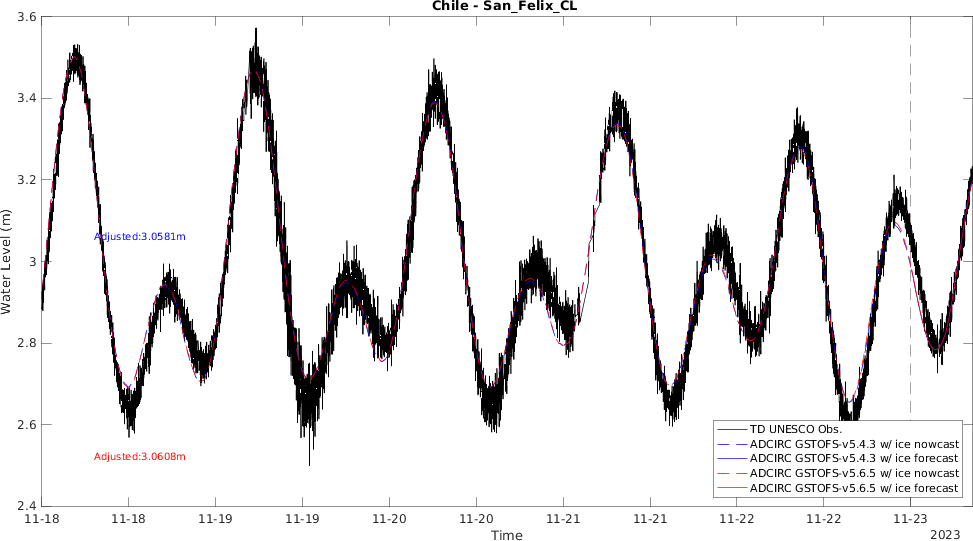 Chile - San_Felix_CL
Water Level (m)
3.6
3.4
3.2
3
2.8
2.6
2.4
Adjusted:3.0581m
Adjusted:3.0608m
TD UNESCO Obs.
ADCIRC GSTOFS-v5.4.3 w/ ice nowcast
ADCIRC GSTOFS-v5.4.3 w/ ice forecast
ADCIRC GSTOFS-v5.6.5 w/ ice nowcast
ADCIRC GSTOFS-v5.6.5 w/ ice forecast
11-18 11-18 11-19 11-19 11-20 11-20 11-21 11-21 11-22 11-22 11-23
Time
2023